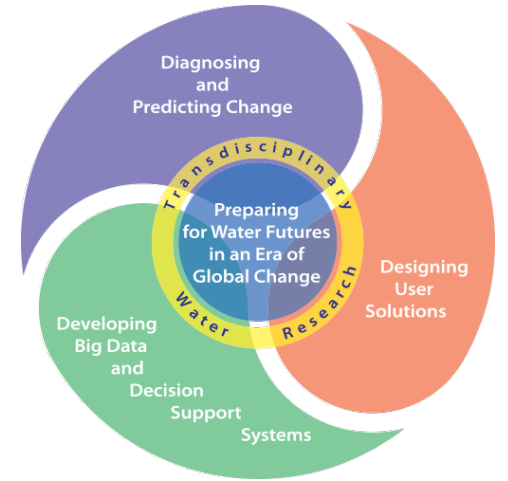 Diagnosing
and
Predicting Change
Transdisciplinary
Preparing
for Water Futures
in an Era of
Global Change
Water Research
Designing
User
Solutions
Developing
Big Data
and
Decision
Support
Systems